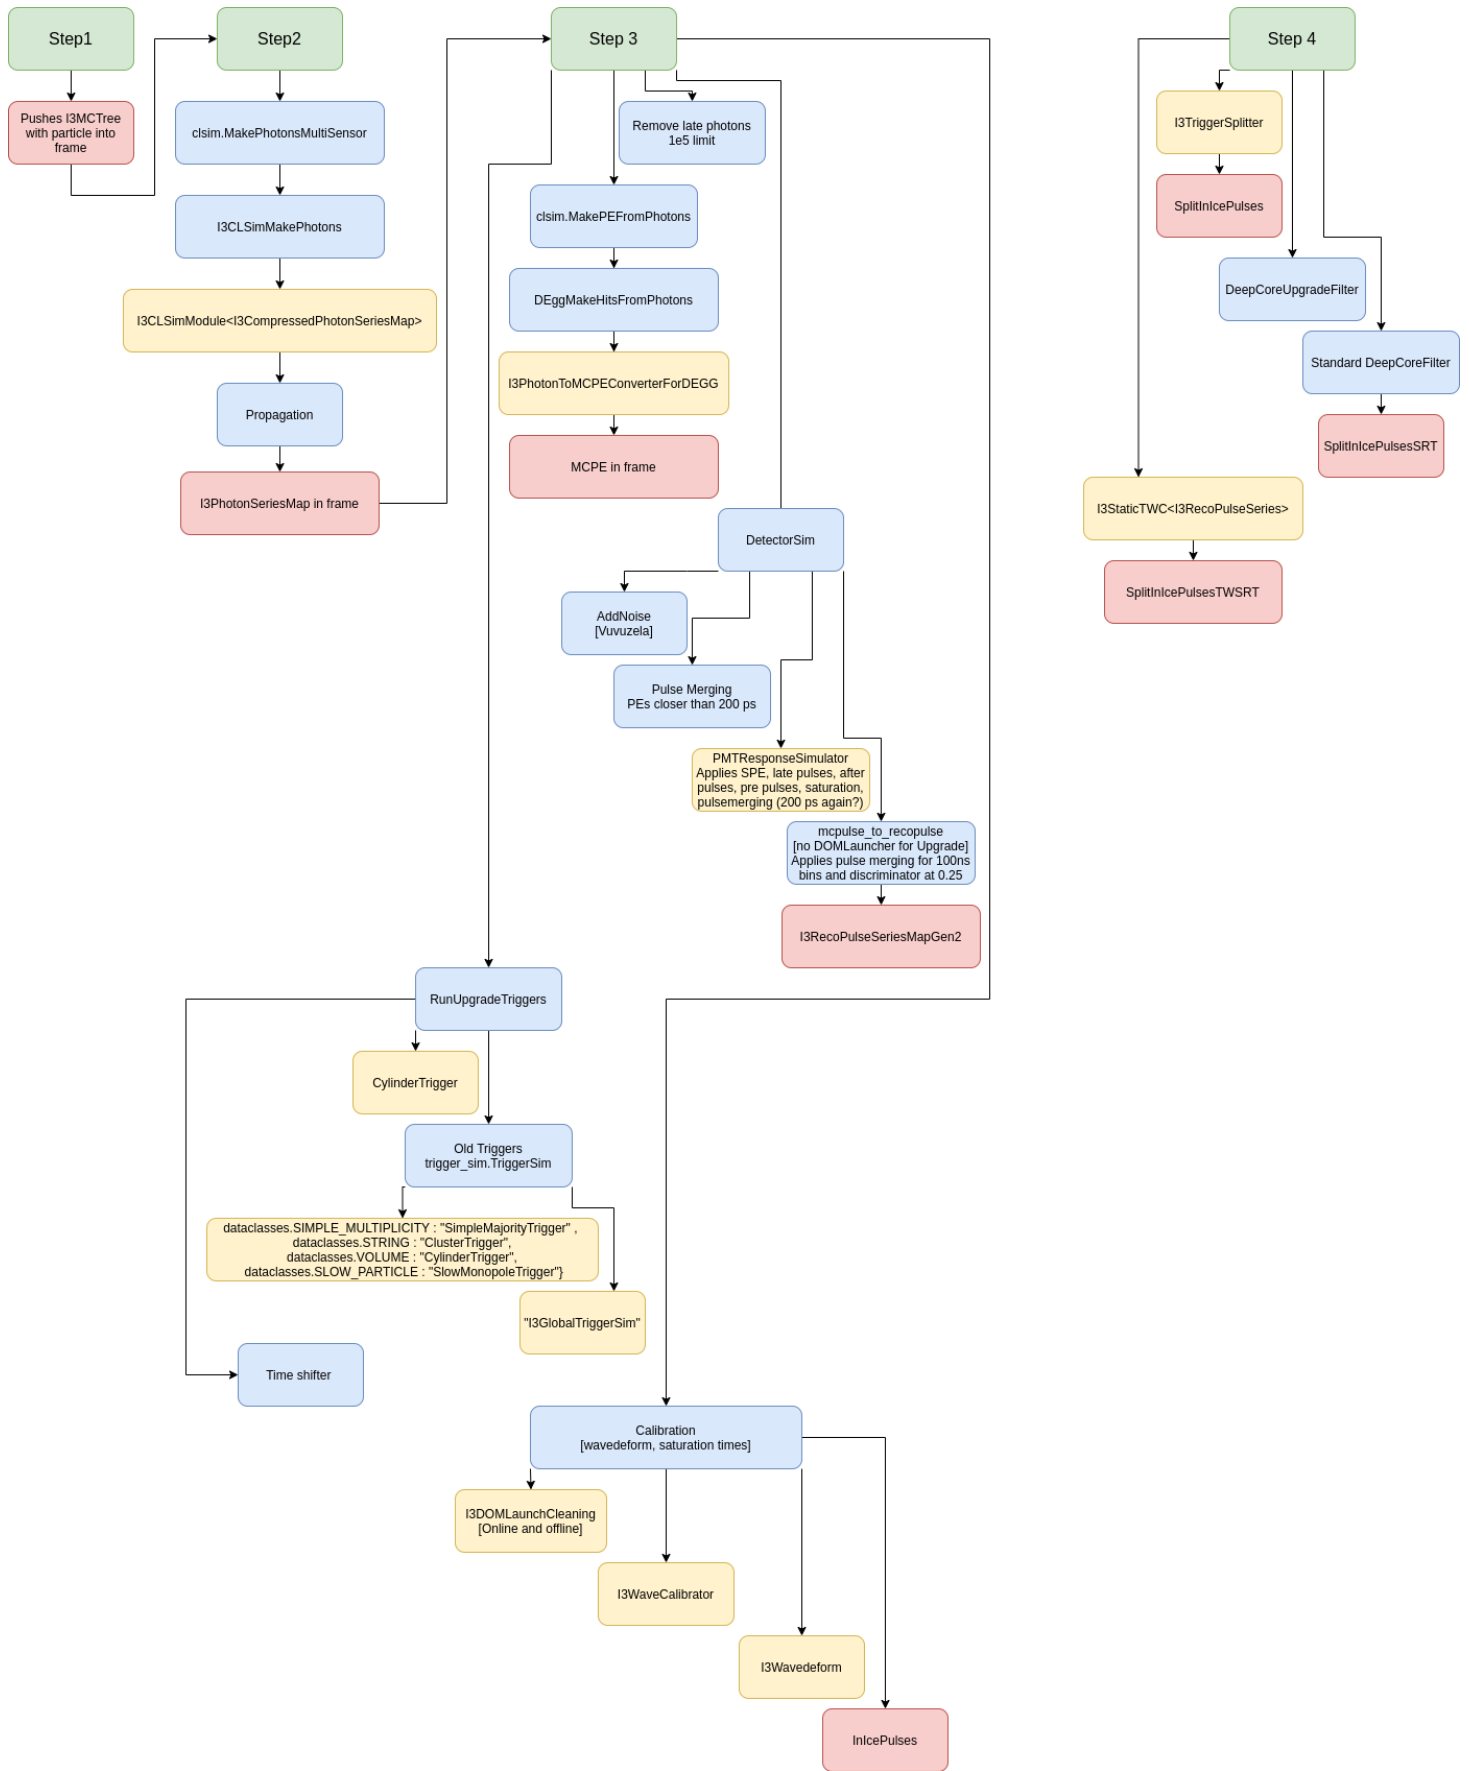 Step1
Pushes I3MCTree
with particle into
frame
Step2
clsim.MakePhotonsMultiSensor
I3CLSimMakePhotons
I3CLSimModule<I3CompressedPhotonSeriesMap>
Propagation
I3PhotonSeriesMap in frame
Step 3
Remove late photons
1e5 limit
clsim.MakePEFromPhotons
DEggMakeHitsFromPhotons
I3PhotonToMCPEConverterForDEGG
MCPE in frame
DetectorSim
AddNoise
[Vuvuzela]
Pulse Merging
PEs closer than 200 ps
PMTResponseSimulator
Applies SPE, late pulses, after
pulses, pre pulses, saturation,
pulsemerging (200 ps again?)
mcpulse_to_recopulse
[no DOMLauncher for Upgrade]
Applies pulse merging for 100ns
bins and discriminator at 0.25
I3RecoPulseSeriesMapGen2
RunUpgradeTriggers
CylinderTrigger
Old Triggers
trigger_sim.TriggerSim
dataclasses.SIMPLE_MULTIPLICITY : "SimpleMajorityTrigger" ,
dataclasses.STRING : "ClusterTrigger",
dataclasses.VOLUME : "CylinderTrigger",
dataclasses.SLOW_PARTICLE : "SlowMonopoleTrigger"}
"I3GlobalTriggerSim"
Time shifter
Calibration
[wavedeform, saturation times]
I3DOMLaunchCleaning
[Online and offline]
I3WaveCalibrator
I3Wavedeform
InIcePulses
Step 4
I3TriggerSplitter
SplitInIcePulses
DeepCoreUpgradeFilter
Standard DeepCoreFilter
SplitInIcePulsesSRT
I3StaticTWC<I3RecoPulseSeries>
SplitInIcePulsesTWSRT